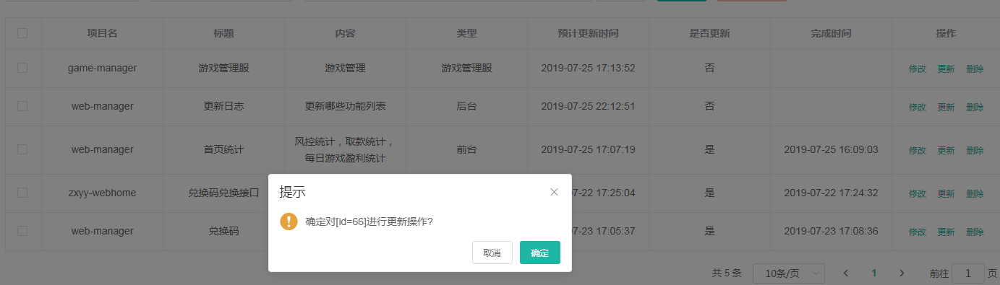 项目名 标题 内容 类型 预计更新时间 是否更新 完成时间 操作
game-manager 游戏管理服 游戏管理 游戏管理服 2019-07-25 17:13:52 否 修改 更新 删除
web-manager 更新日志 更新哪些功能列表 后台 2019-07-25 22:12:51 否 修改 更新 删除
风控统计，取款统计，
web-manager 首页统计 前台 2019-07-25 17:07:19 是 2019-07-25 16:09:03 修改 更新 删除
每日游戏盈利统计
zxyy-webhome 兑换码兑换接口 07-22 17:25:04 是 2019-07-22 17:24:32 修改 更新 删除
web-manager 兑换码 07-23 17:05:37 是 2019-07-23 17:08:36 修改 更新 删除
提示
确定对[id=66]进行更新操作?
取消 确定
共 5 条 10条/页 1 前往 1 页